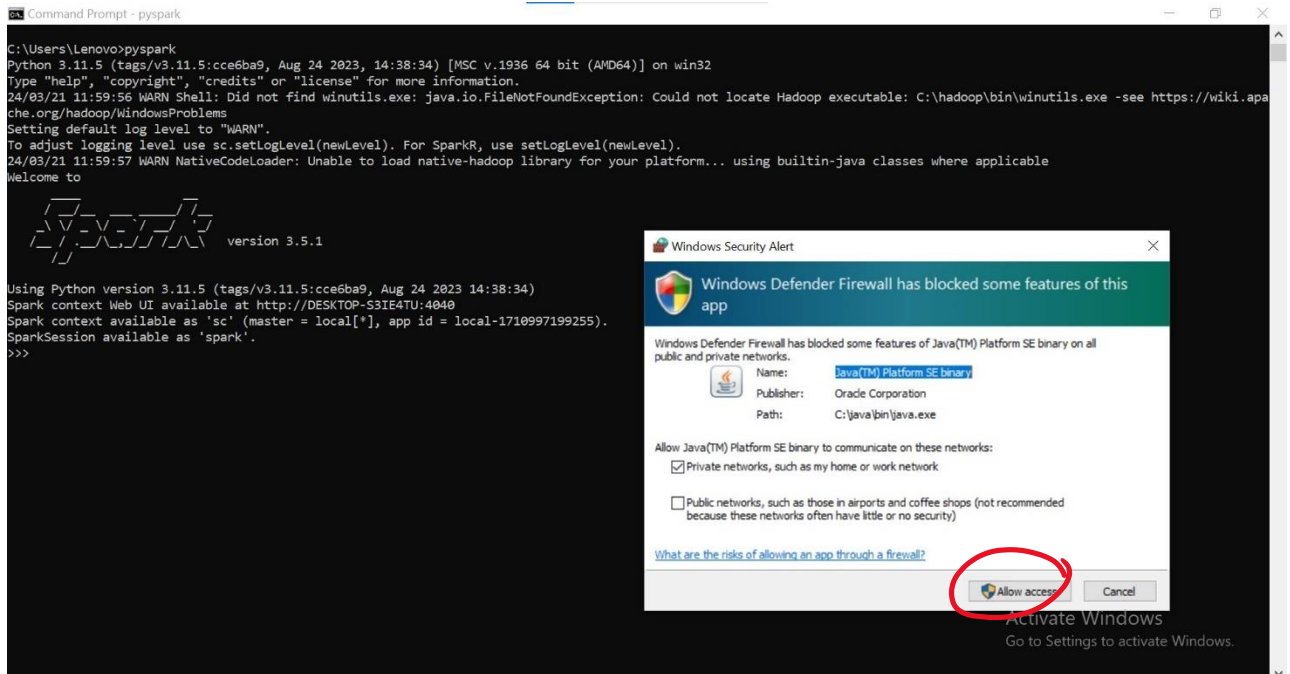 Command Prompt - pyspark
C:\Users\Lenovo>pyspark
Python 3.11.5 (tags/v3.11.5:cce6ba9, Aug 24 2023, 14:38:34) [MSC v.1936 64 bit (AMD64)] on win32
Type "help", "copyright", "credits" or "license" for more information.
24/03/21 11:59:56 WARN Shell: Did not find winutils.exe: java.io.FileNotFoundException: Could not locate Hadoop executable: C:\hadoop\bin\winutils.exe -see https://wiki.apa
che.org/hadoop/WindowsProblems
Setting default log level to "WARN".
To adjust logging level use sc.setLogLevel(newLevel). For SparkR, use setLogLevel(newLevel).
24/03/21 11:59:57 WARN NativeCodeLoader: Unable to load native-hadoop library for your platform... using builtin-java classes where applicable
Welcome to
Spark version 3.5.1
Using Python version 3.11.5 (tags/v3.11.5:cce6ba9, Aug 24 2023 14:38:34)
Spark context Web UI available at http://DESKTOP-S3IE4TU:4040
Spark context available as 'sc' (master = local[*], app id = local-1710997199255).
SparkSession available as 'spark'.
>>>
Windows Security Alert
Windows Defender Firewall has blocked some features of this
app
Windows Defender Firewall has blocked some features of Java(TM) Platform SE binary on all
public and private networks.
Name: Java(TM) Platform SE binary
Publisher: Oracle Corporation
Path: C:\java\bin\java.exe
Allow Java(TM) Platform SE binary to communicate on these networks:
Private networks, such as my home or work network
Public networks, such as those in airports and coffee shops (not recommended
because these networks often have little or no security)
What are the risks of allowing an app through a firewall?
Allow access Cancel
Activate Windows
Go to Settings to activate Windows.